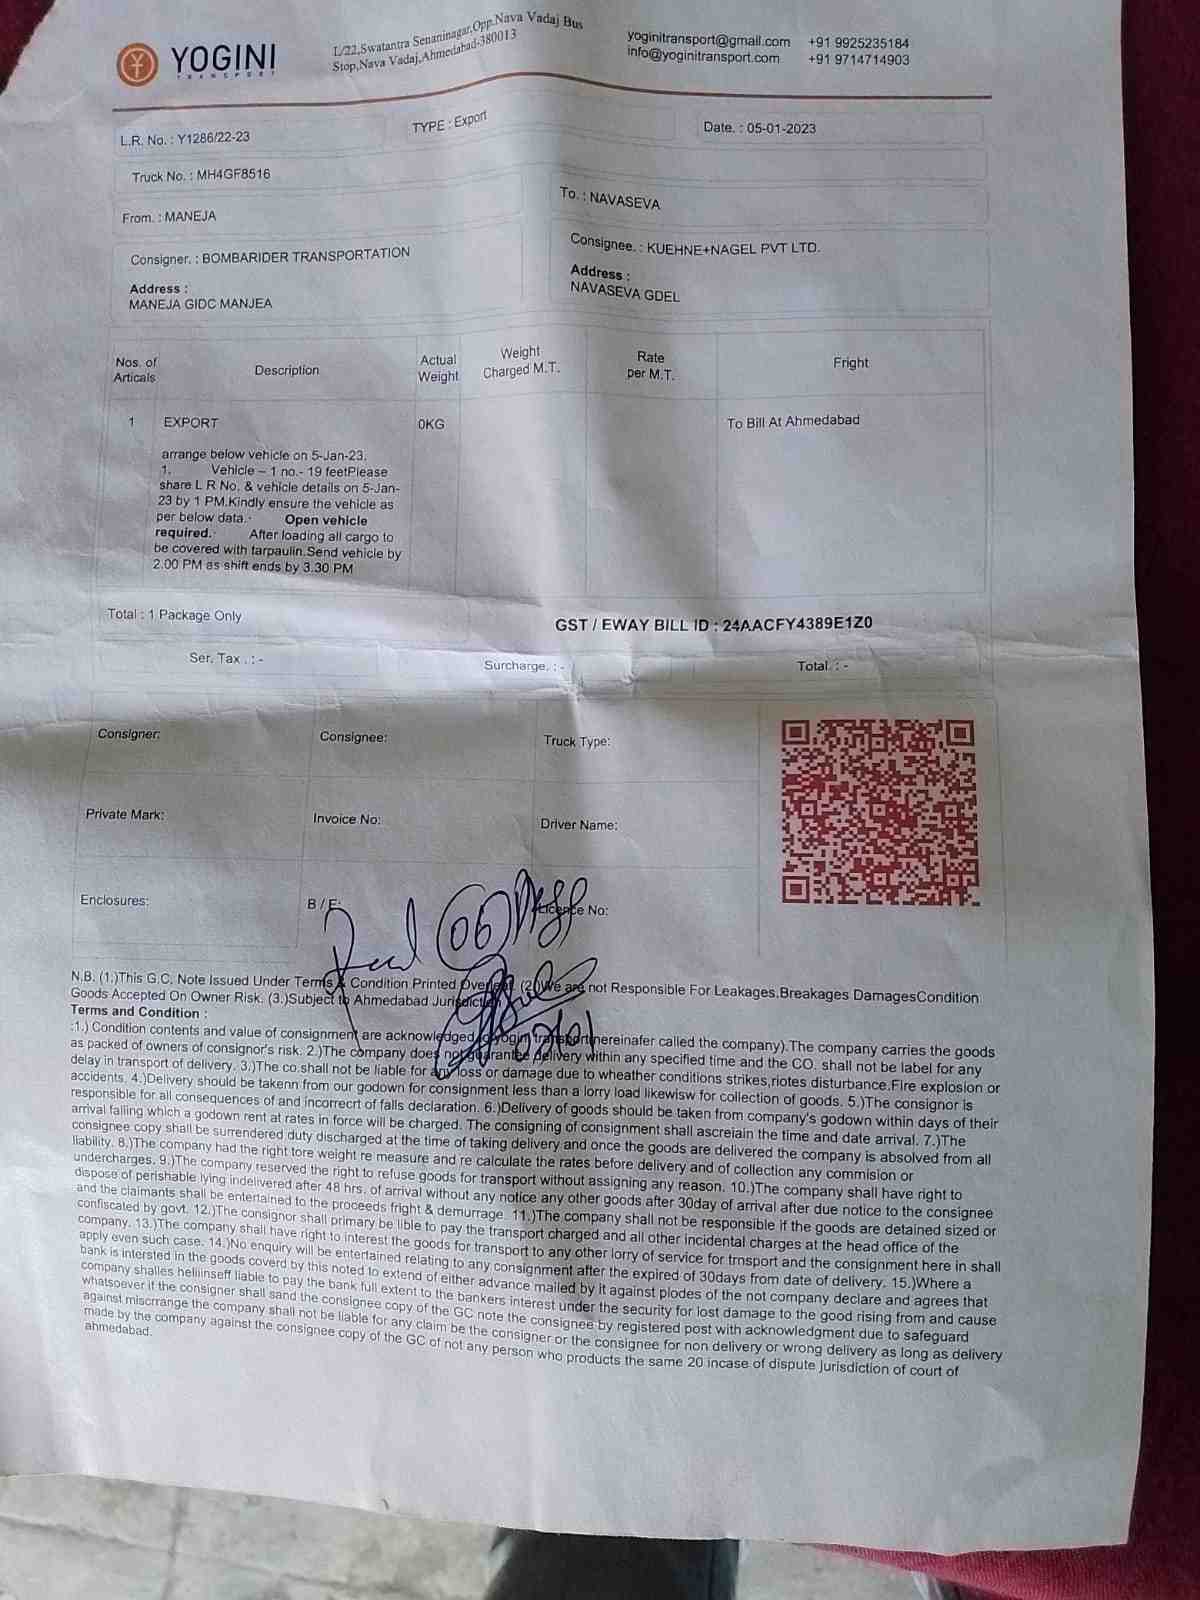 YOGINI
TRANSPORT
L/22,Swatantra Senaninagar,Opp.Nava Vadaj Bus
Stop,Nava Vadaj,Ahmedabad-380013
yoginitransport@gmail.com +91 9925235184
info@yoginitransport.com +91 9714714903
L.R. No. : Y1286/22-23
TYPE : Export
Date. : 05-01-2023
Truck No. : MH4GF8516
From. : MANEJA
To. : NAVASEVA
Consigner. : BOMBARIDER TRANSPORTATION
Address :
MANEJA GIDC MANJEA
Consignee. : KUEHNE+NAGEL PVT LTD.
Address :
NAVASEVA GDEL
Nos. of
Articals
Description
Actual
Weight
Weight
Charged M.T.
Rate
per M.T.
Fright
1 EXPORT 0KG To Bill At Ahmedabad
arrange below vehicle on 5-Jan-23.
1. Vehicle – 1 no.- 19 feetPlease
share L R No. & vehicle details on 5-Jan-
23 by 1 PM.Kindly ensure the vehicle as
per below data.· Open vehicle
required.· After loading all cargo to
be covered with tarpaulin.Send vehicle by
2.00 PM as shift ends by 3.30 PM
Total : 1 Package Only
GST / EWAY BILL ID : 24AACFY4389E1Z0
Ser. Tax . : -
Surcharge. : -
Total. : -
Consigner:
Consignee:
Truck Type:
Private Mark:
Invoice No:
Driver Name:
Enclosures:
B / E:
Licence No:
06
N.B. (1.)This G.C. Note Issued Under Terms & Condition Printed Overleaf. (2.)We are not Responsible For Leakages,Breakages DamagesCondition
Goods Accepted On Owner Risk. (3.)Subject to Ahmedabad Jurisdiction
Terms and Condition :
:1.) Condition contents and value of consignment are acknowledged yogini transport hereinafer called the company).The company carries the goods
as packed of owners of consignor's risk. 2.)The company does not guarantee delivery within any specified time and the CO. shall not be label for any
delay in transport of delivery. 3.)The co.shall not be liable for any loss or damage due to wheather conditions strikes,riotes disturbance.Fire explosion or
accidents. 4.)Delivery should be takenn from our godown for consignment less than a lorry load likewisw for collection of goods. 5.)The consignor is
responsible for all consequences of and incorrecrt of falls declaration. 6.)Delivery of goods should be taken from company's godown within days of their
arrival falling which a godown rent at rates in force will be charged. The consigning of consignment shall ascreiain the time and date arrival. 7.)The
consignee copy shall be surrendered duty discharged at the time of taking delivery and once the goods are delivered the company is absolved from all
liability. 8.)The company had the right tore weight re measure and re calculate the rates before delivery and of collection any commision or
undercharges. 9.)The company reserved the right to refuse goods for transport without assigning any reason. 10.)The company shall have right to
dispose of perishable lying indelivered after 48 hrs. of arrival without any notice any other goods after 30day of arrival after due notice to the consignee
and the claimants shall be entertained to the proceeds fright & demurrage. 11.)The company shall not be responsible if the goods are detained sized or
confiscated by govt. 12.)The consignor shall primary be lible to pay the transport charged and all other incidental charges at the head office of the
company. 13.)The company shall have right to interest the goods for transport to any other lorry of service for trnsport and the consignment here in shall
apply even such case. 14.)No enquiry will be entertained relating to any consignment after the expired of 30days from date of delivery. 15.)Where a
bank is intersted in the goods coverd by this noted to extend of either advance mailed by it against plodes of the not company declare and agrees that
company shalles helliinseff liable to pay the bank full extent to the bankers interest under the security for lost damage to the good rising from and cause
whatsoever if the consigner shall sand the consignee copy of the GC note the consignee by registered post with acknowledgment due to safeguard
against miscrrange the company shall not be liable for any claim be the consigner or the consignee for non delivery or wrong delivery as long as delivery
made by the company against the consignee copy of the GC of not any person who products the same 20 incase of dispute Jurisdiction of court of
ahmedabad.